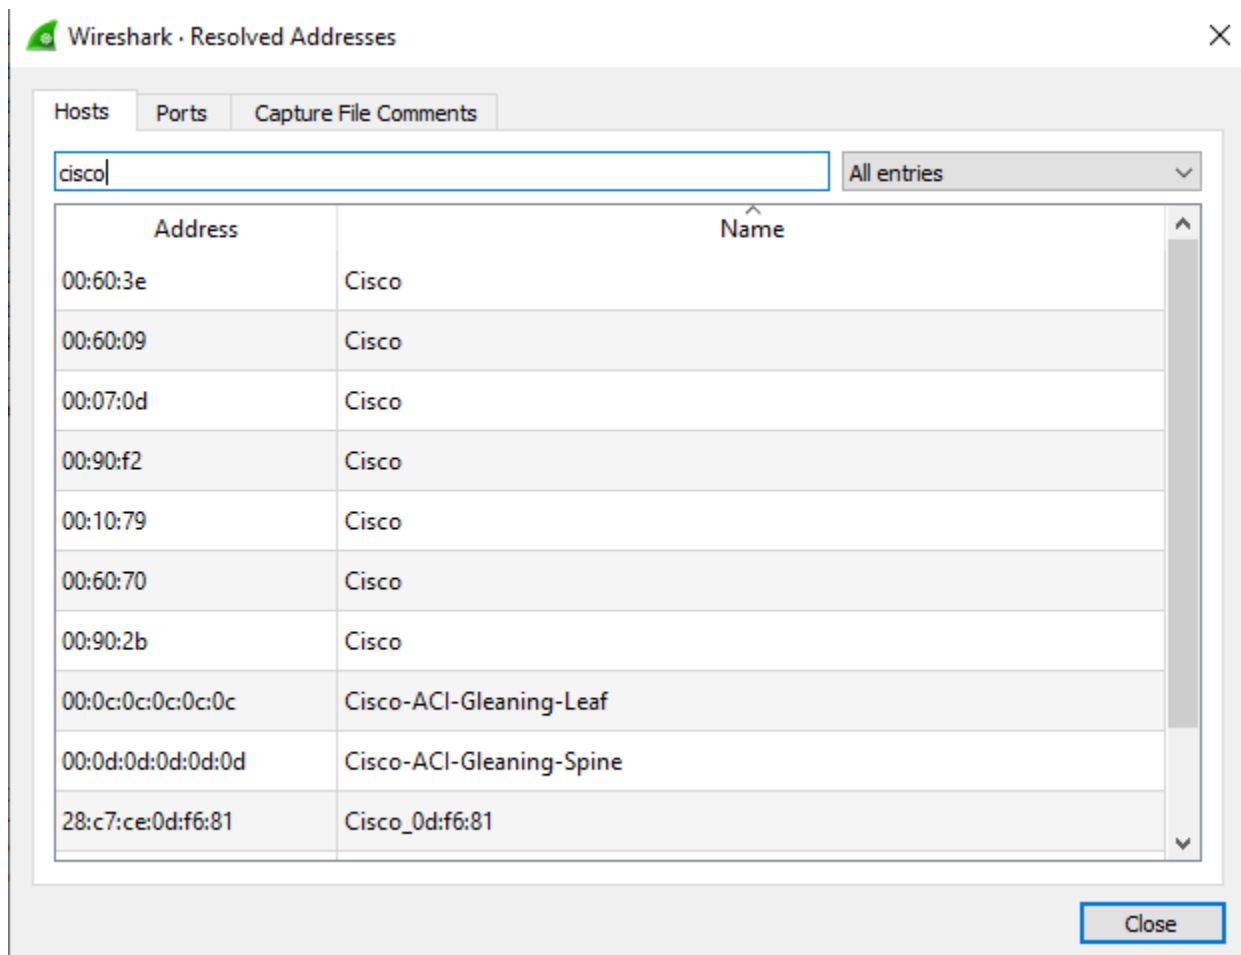 Wireshark · Resolved Addresses
Hosts Ports Capture File Comments
cisco All entries
Address Name
00:60:3e Cisco
00:60:09 Cisco
00:07:0d Cisco
00:90:f2 Cisco
00:10:79 Cisco
00:60:70 Cisco
00:90:2b Cisco
00:0c:0c:0c:0c:0c Cisco-ACI-Gleaning-Leaf
00:0d:0d:0d:0d:0d Cisco-ACI-Gleaning-Spine
28:c7:ce:0d:f6:81 Cisco_0d:f6:81
Close